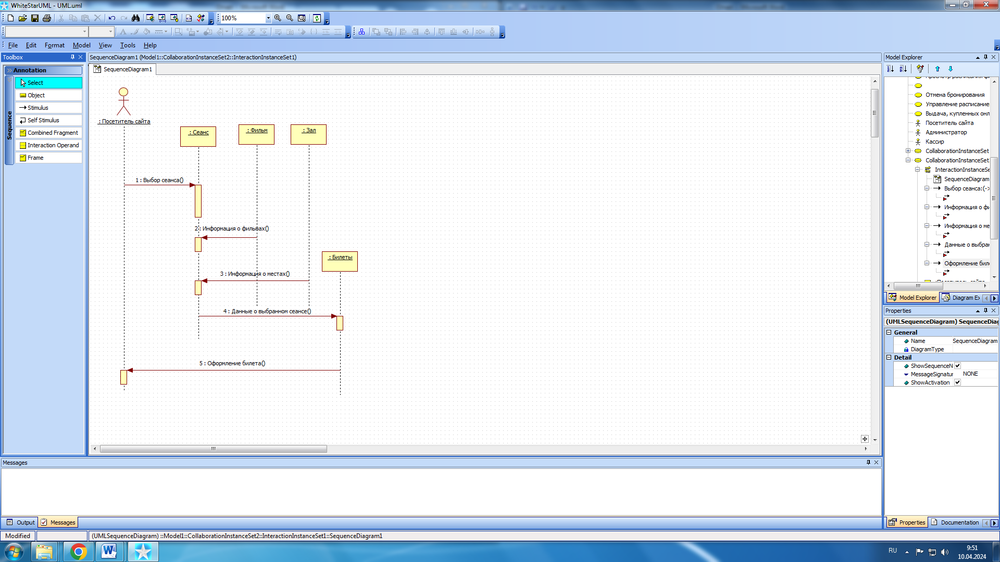 WhiteStarUML - UML.uml
100%
File Edit Format Model View Tools Help
Toolbox
SequenceDiagram1 (Model1::CollaborationInstanceSet2::InteractionInstanceSet1)
Model Explorer
Annotation
SequenceDiagram1
Sequence
Select
Object
Stimulus
Self Stimulus
Combined Fragment
Interaction Operand
Frame
: Посетитель сайта
: Сеанс
: Фильм
: Зал
1 : Выбор сеанса()
2 : Информация о фильмах()
: Билеты
3 : Информация о местах()
4 : Данные о выбранном сеансе()
5 : Оформление билета()
Отмена бронирования
Управление расписание
Выдача, купленных онл
Посетитель сайта
Администратор
Кассир
CollaborationInstanceSet
CollaborationInstanceSet
InteractionInstanceSe
SequenceDiagram
Выбор сеанса:(->
Информация о фи
Информация о ме
Данные о выбран
Оформление биле
Model Explorer
Diagram Ex
Properties
(UMLSequenceDiagram) SequenceDiag
General
Name SequenceDiagram
DiagramType
Detail
ShowSequenceN
MessageSignatur NONE
ShowActivation
Messages
Output Messages
Properties Documentation
Modified
(UMLSequenceDiagram) ::Model1::CollaborationInstanceSet2::InteractionInstanceSet1::SequenceDiagram1
RU
9:51
10.04.2024